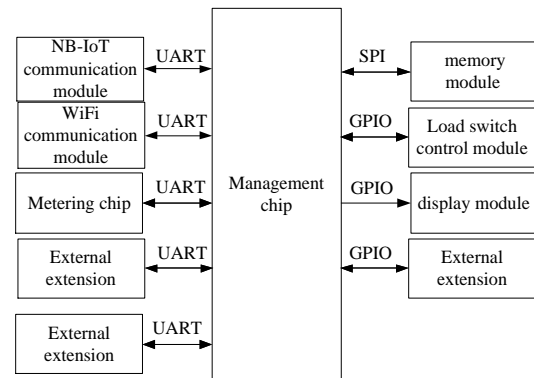 NB-IoT
communication
module
UART
WiFi
communication
module
UART
Metering chip
UART
External
extension
UART
External
extension
UART
Management
chip
SPI
memory
module
GPIO
Load switch
control module
GPIO
display module
GPIO
External
extension